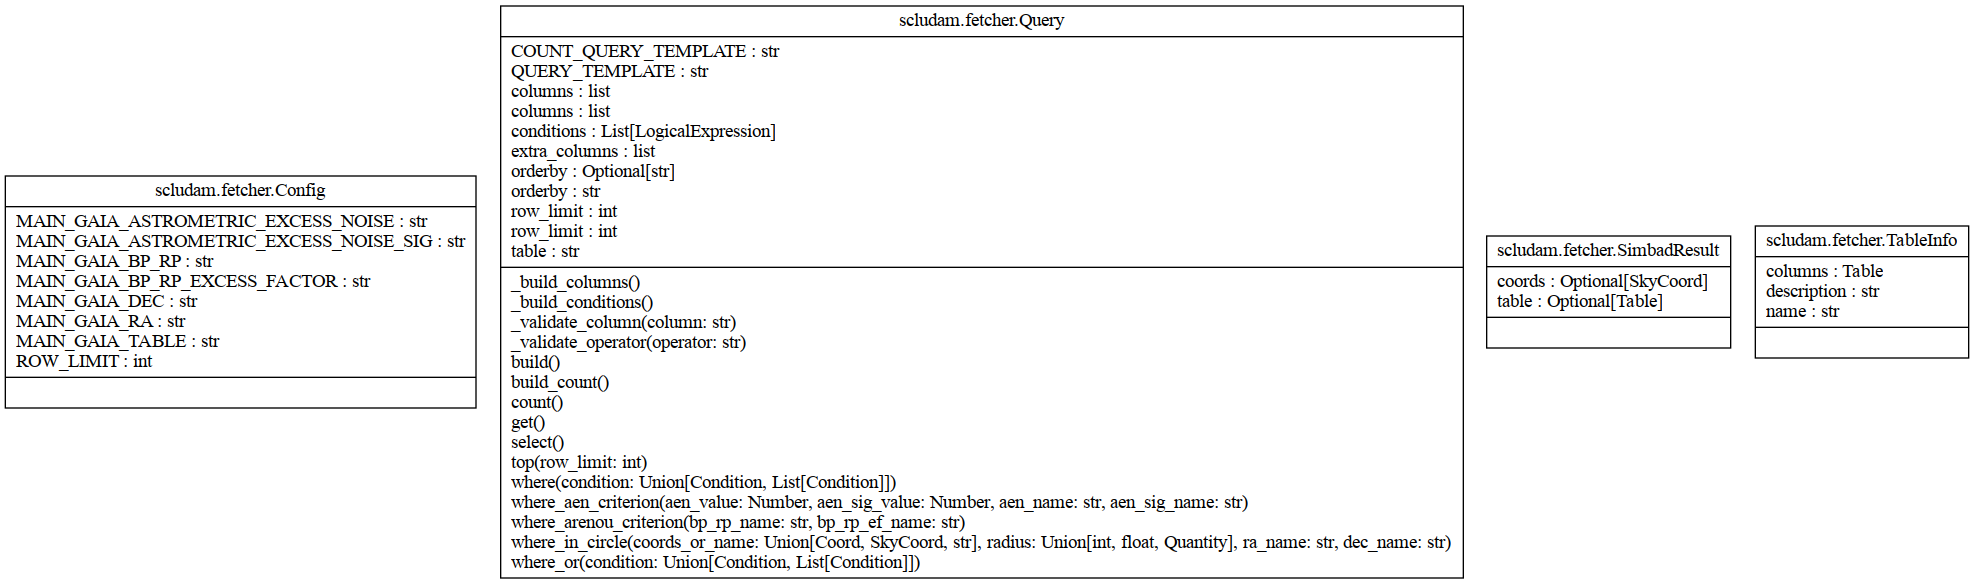 scludam.fetcher.Config
MAIN_GAIA_ASTROMETRIC_EXCESS_NOISE : str
MAIN_GAIA_ASTROMETRIC_EXCESS_NOISE_SIG : str
MAIN_GAIA_BP_RP : str
MAIN_GAIA_BP_RP_EXCESS_FACTOR : str
MAIN_GAIA_DEC : str
MAIN_GAIA_RA : str
MAIN_GAIA_TABLE : str
ROW_LIMIT : int
scludam.fetcher.Query
COUNT_QUERY_TEMPLATE : str
QUERY_TEMPLATE : str
columns : list
columns : list
conditions : List[LogicalExpression]
extra_columns : list
orderby : Optional[str]
orderby : str
row_limit : int
row_limit : int
table : str
_build_columns()
_build_conditions()
_validate_column(column: str)
_validate_operator(operator: str)
build()
build_count()
count()
get()
select()
top(row_limit: int)
where(condition: Union[Condition, List[Condition]])
where_aen_criterion(aen_value: Number, aen_sig_value: Number, aen_name: str, aen_sig_name: str)
where_arenou_criterion(bp_rp_name: str, bp_rp_ef_name: str)
where_in_circle(coords_or_name: Union[Coord, SkyCoord, str], radius: Union[int, float, Quantity], ra_name: str, dec_name: str)
where_or(condition: Union[Condition, List[Condition]])
scludam.fetcher.SimbadResult
coords : Optional[SkyCoord]
table : Optional[Table]
scludam.fetcher.TableInfo
columns : Table
description : str
name : str